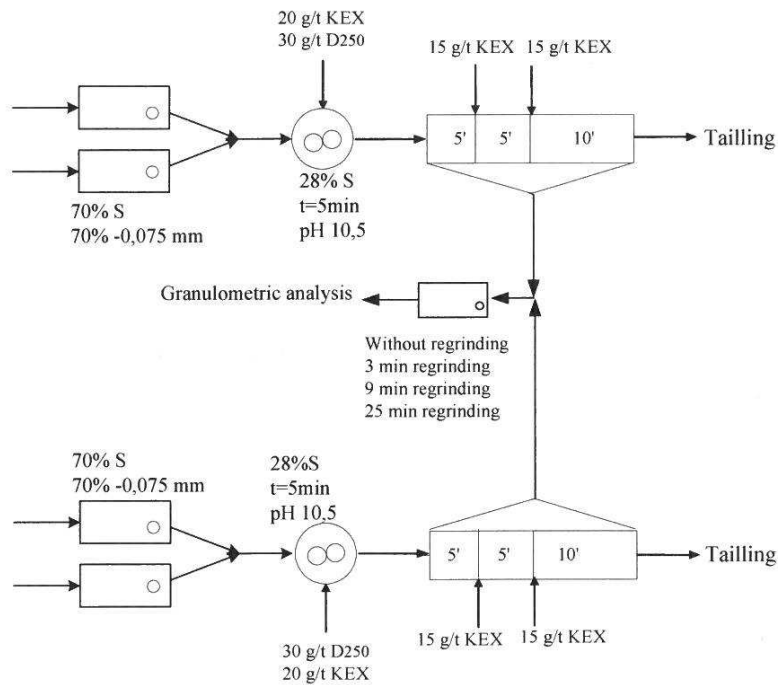 20 g/t KEX
30 g/t D250
15 g/t KEX
15 g/t KEX
5'
5'
10'
Tailling
28% S
t=5min
pH 10,5
70% S
70% -0,075 mm
Granulometric analysis
Without regrinding
3 min regrinding
9 min regrinding
25 min regrinding
70% S
70% -0,075 mm
28%S
t=5min
pH 10,5
5'
5'
10'
Tailling
15 g/t KEX
15 g/t KEX
30 g/t D250
20 g/t KEX